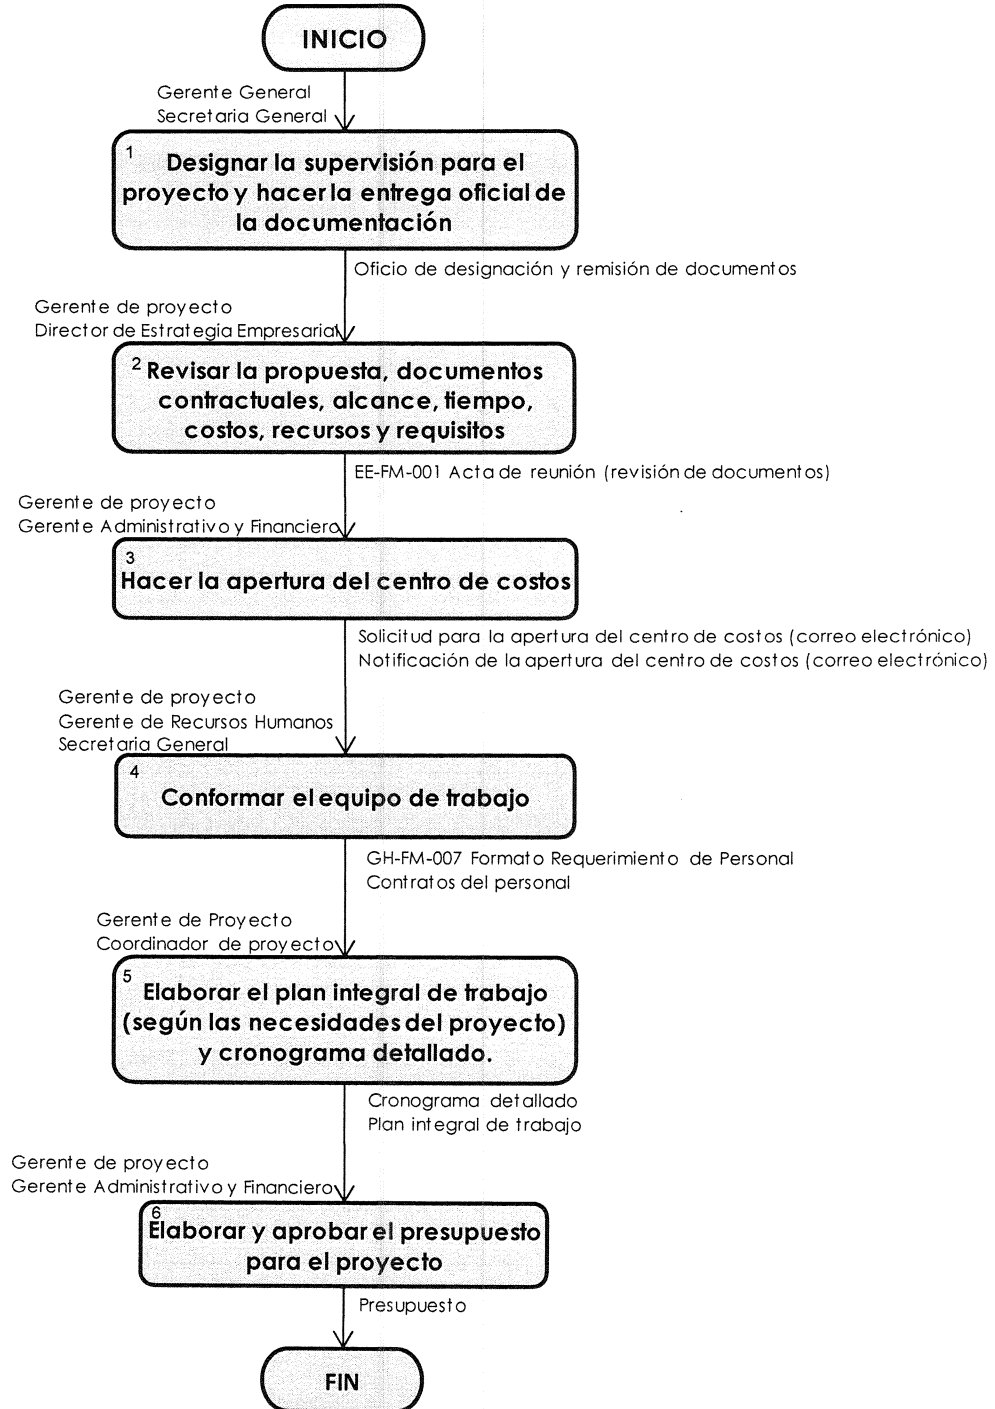 INICIO
Gerente General
Secretaria General
1
Designar la supervisión para el
proyecto y hacer la entrega oficial de
la documentación
Oficio de designación y remisión de documentos
Gerente de proyecto
Director de Estrategia Empresarial
2 Revisar la propuesta, documentos
contractuales, alcance, tiempo,
costos, recursos y requisitos
EE-FM-001 Acta de reunión (revisión de documentos)
Gerente de proyecto
Gerente Administrativo y Financiero
3
Hacer la apertura del centro de costos
Solicitud para la apertura del centro de costos (correo electrónico)
Notificación de la apertura del centro de costos (correo electrónico)
Gerente de proyecto
Gerente de Recursos Humanos
Secretaria General
4
Conformar el equipo de trabajo
GH-FM-007 Formato Requerimiento de Personal
Contratos del personal
Gerente de Proyecto
Coordinador de proyecto
5
Elaborar el plan integral de trabajo
(según las necesidades del proyecto)
y cronograma detallado.
Cronograma detallado
Plan integral de trabajo
Gerente de proyecto
Gerente Administrativo y Financiero
6
Elaborar y aprobar el presupuesto
para el proyecto
Presupuesto
FIN